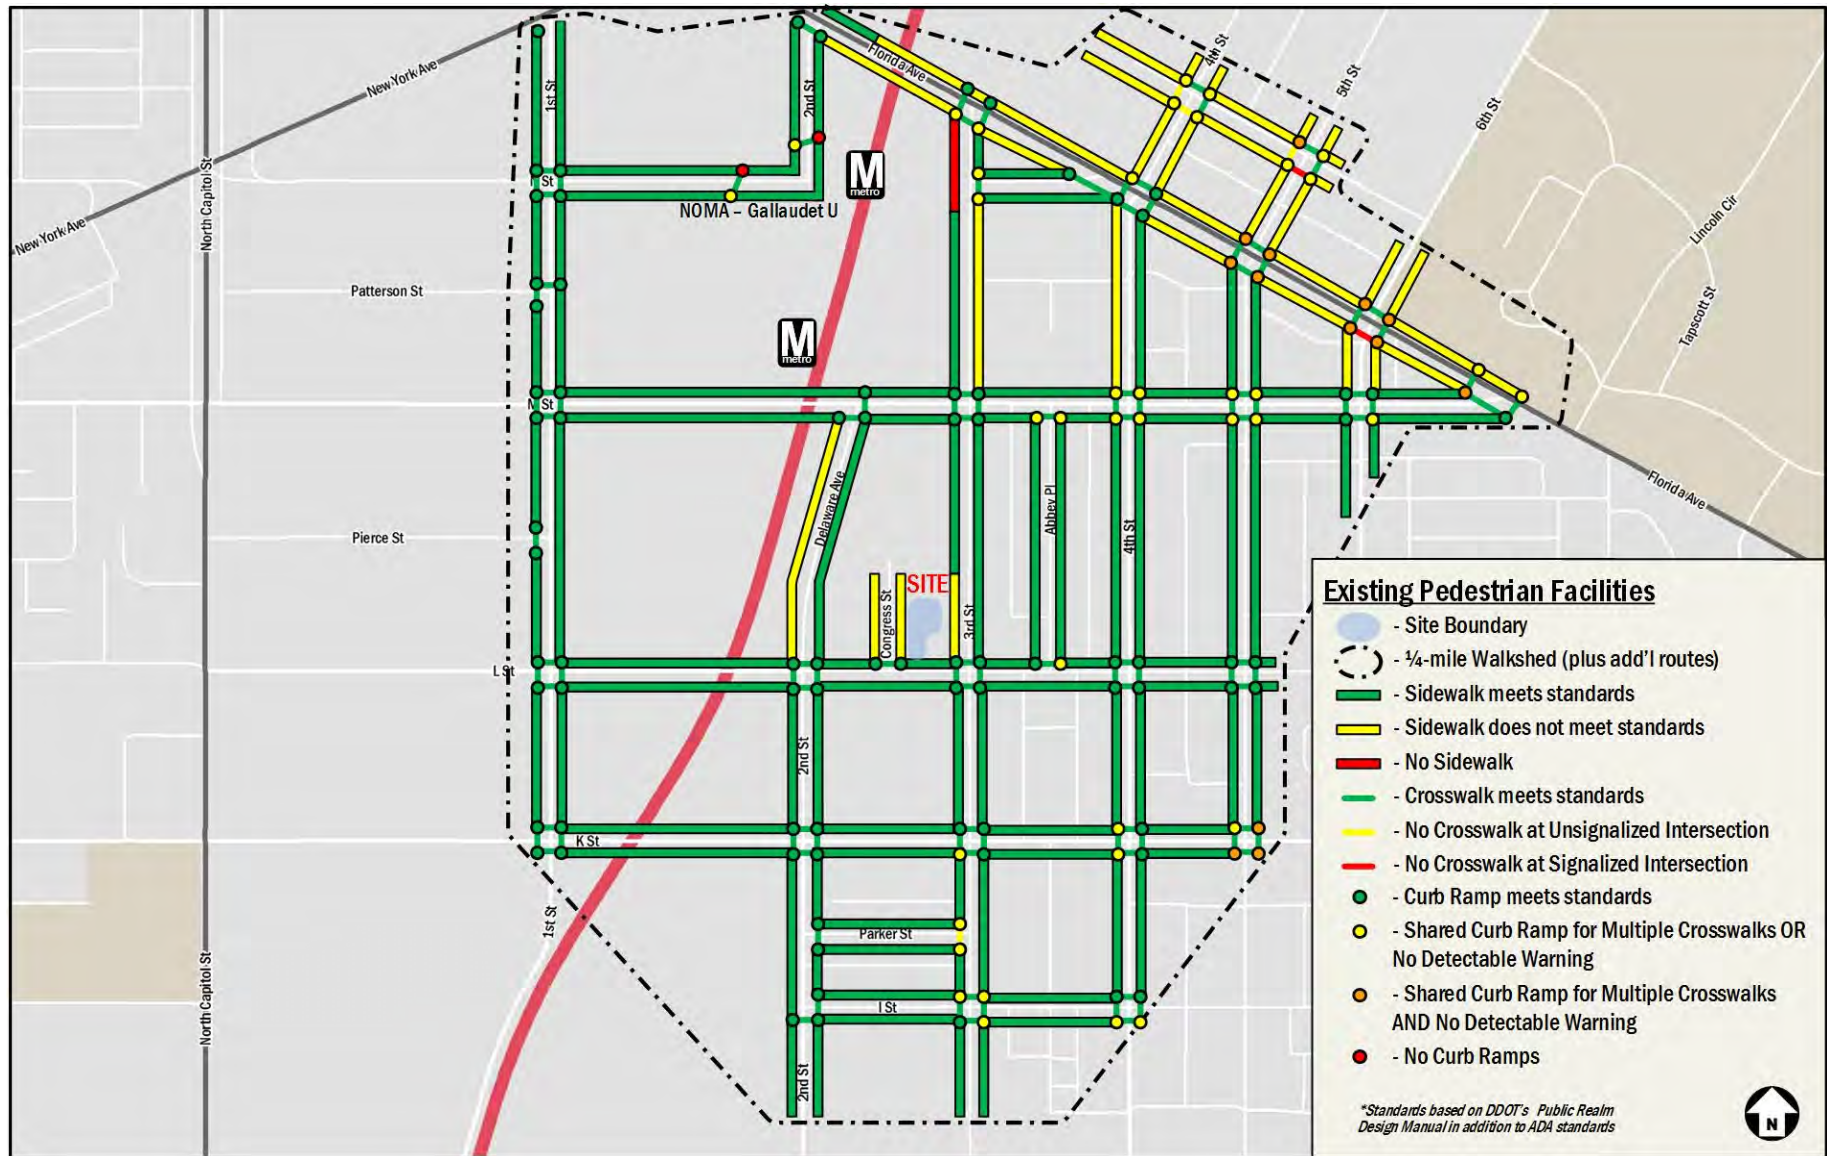 New York Ave
1st St
2nd St
Florida Ave
4th St
5th St
6th St
M
metro
St
NOMA – Gallaudet U
North Capitol St
New York Ave
Lincoln Cir
Patterson St
Tapscott St
M
metro
M St
Delaware Ave
Abbey Pl
4th St
Florida Ave
Pierce St
SITE
Congress St
3rd St
L St
2nd St
K St
1st St
Parker St
North Capitol St
I St
2nd St
Existing Pedestrian Facilities
- Site Boundary
- ¼-mile Walkshed (plus add'l routes)
- Sidewalk meets standards
- Sidewalk does not meet standards
- No Sidewalk
- Crosswalk meets standards
- No Crosswalk at Unsignalized Intersection
- No Crosswalk at Signalized Intersection
- Curb Ramp meets standards
- Shared Curb Ramp for Multiple Crosswalks OR
No Detectable Warning
- Shared Curb Ramp for Multiple Crosswalks
AND No Detectable Warning
- No Curb Ramps
*Standards based on DDOT's Public Realm
Design Manual in addition to ADA standards
N